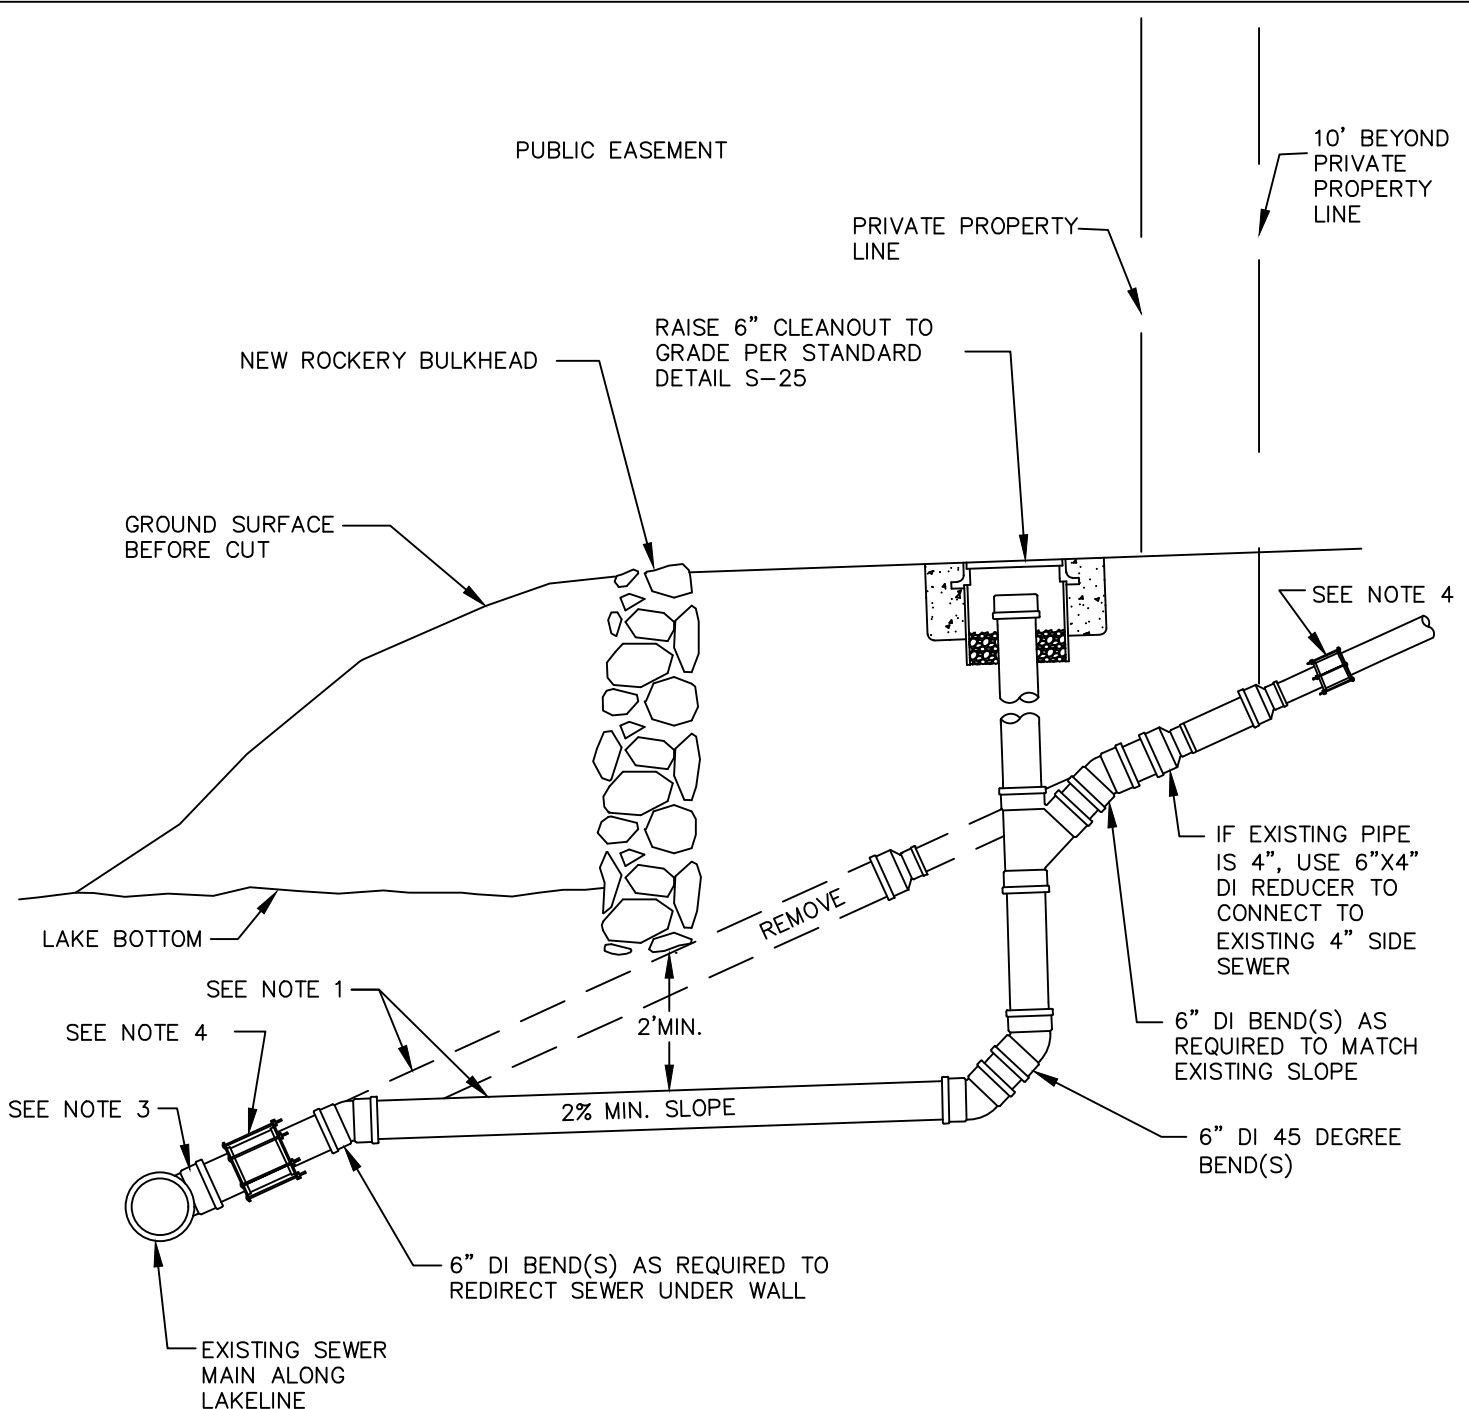 PUBLIC EASEMENT
10’ BEYOND
PRIVATE
PROPERTY
LINE
PRIVATE PROPERTY
LINE
RAISE 6” CLEANOUT TO
GRADE PER STANDARD
DETAIL S–25
NEW ROCKERY BULKHEAD
GROUND SURFACE
BEFORE CUT
SEE NOTE 4
IF EXISTING PIPE
IS 4”, USE 6”X4”
DI REDUCER TO
CONNECT TO
EXISTING 4” SIDE
SEWER
REMOVE
LAKE BOTTOM
SEE NOTE 1
2’MIN.
SEE NOTE 4
6” DI BEND(S) AS
REQUIRED TO MATCH
EXISTING SLOPE
SEE NOTE 3
2% MIN. SLOPE
6” DI 45 DEGREE
BEND(S)
6” DI BEND(S) AS REQUIRED TO
REDIRECT SEWER UNDER WALL
EXISTING SEWER
MAIN ALONG
LAKELINE